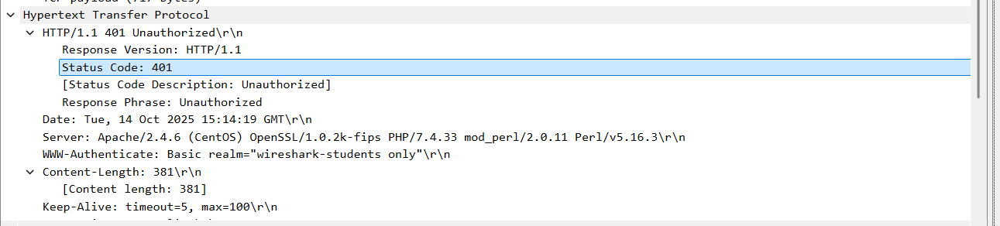 Hypertext Transfer Protocol
HTTP/1.1 401 Unauthorized\r\n
Response Version: HTTP/1.1
Status Code: 401
[Status Code Description: Unauthorized]
Response Phrase: Unauthorized
Date: Tue, 14 Oct 2025 15:14:19 GMT\r\n
Server: Apache/2.4.6 (CentOS) OpenSSL/1.0.2k-fips PHP/7.4.33 mod_perl/2.0.11 Perl/v5.16.3\r\n
WWW-Authenticate: Basic realm="wireshark-students only"\r\n
Content-Length: 381\r\n
[Content length: 381]
Keep-Alive: timeout=5, max=100\r\n